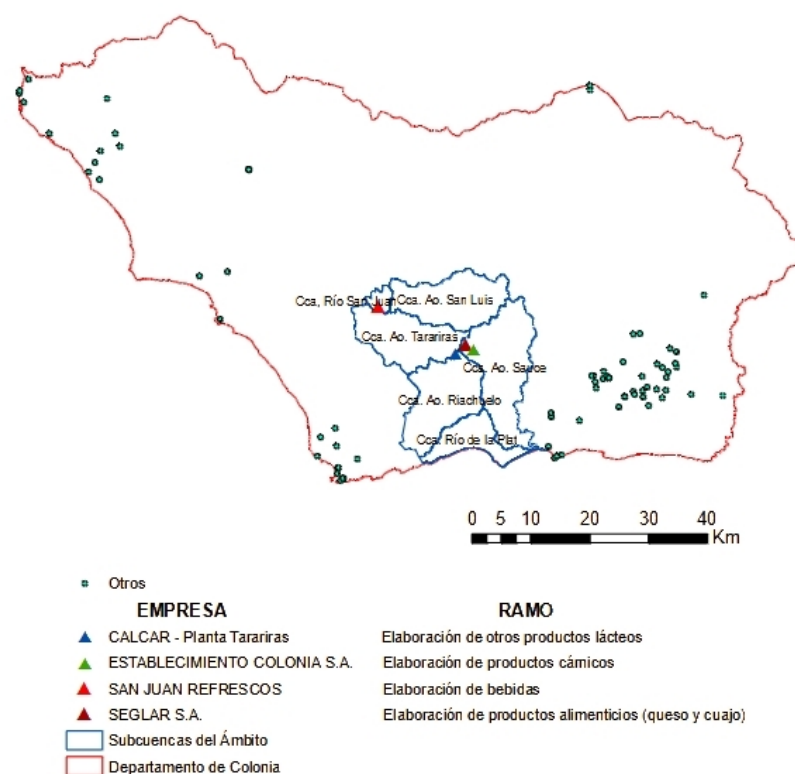 Cca, Río San Juan
Cca. Ao. San Luis
Cca. Ao. Tarariras
Cca. Ao. Sauce
Cca. Ao. Riachuelo
Cca. Río de la Plat
0 5 10 20 30 40
Km
Otros
EMPRESA RAMO
CALCAR - Planta Tarariras Elaboración de otros productos lácteos
ESTABLECIMIENTO COLONIA S.A. Elaboración de productos cárnicos
SAN JUAN REFRESCOS Elaboración de bebidas
SEGLAR S.A. Elaboración de productos alimenticios (queso y cuajo)
Subcuencas del Ámbito
Departamento de Colonia